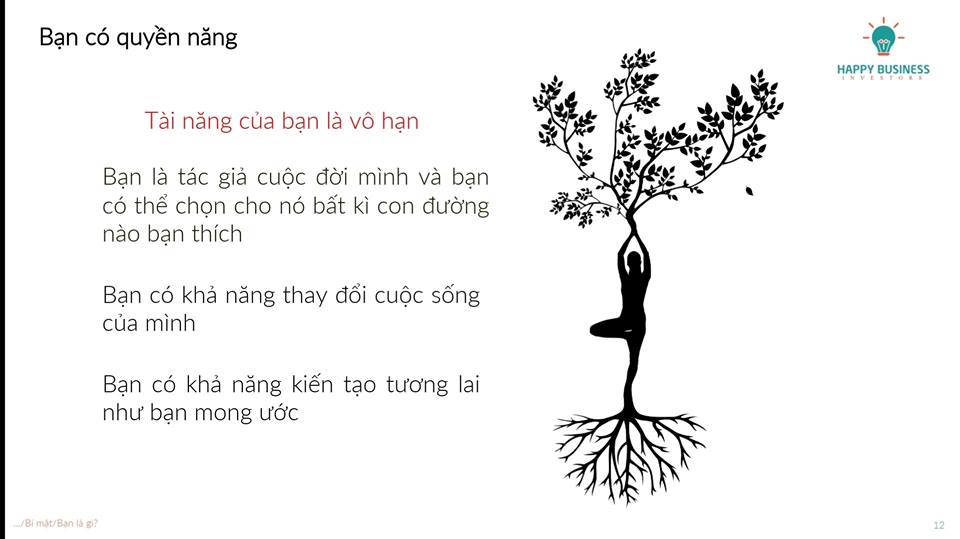 Bạn có quyền năng
HAPPY BUSINESS
INVESTORS
Tài năng của bạn là vô hạn
Bạn là tác giả cuộc đời mình và bạn
có thể chọn cho nó bất kì con đường
nào bạn thích
Bạn có khả năng thay đổi cuộc sống
của mình
Bạn có khả năng kiến tạo tương lai
như bạn mong ước
.../Bí mật/Bạn là gì?
12